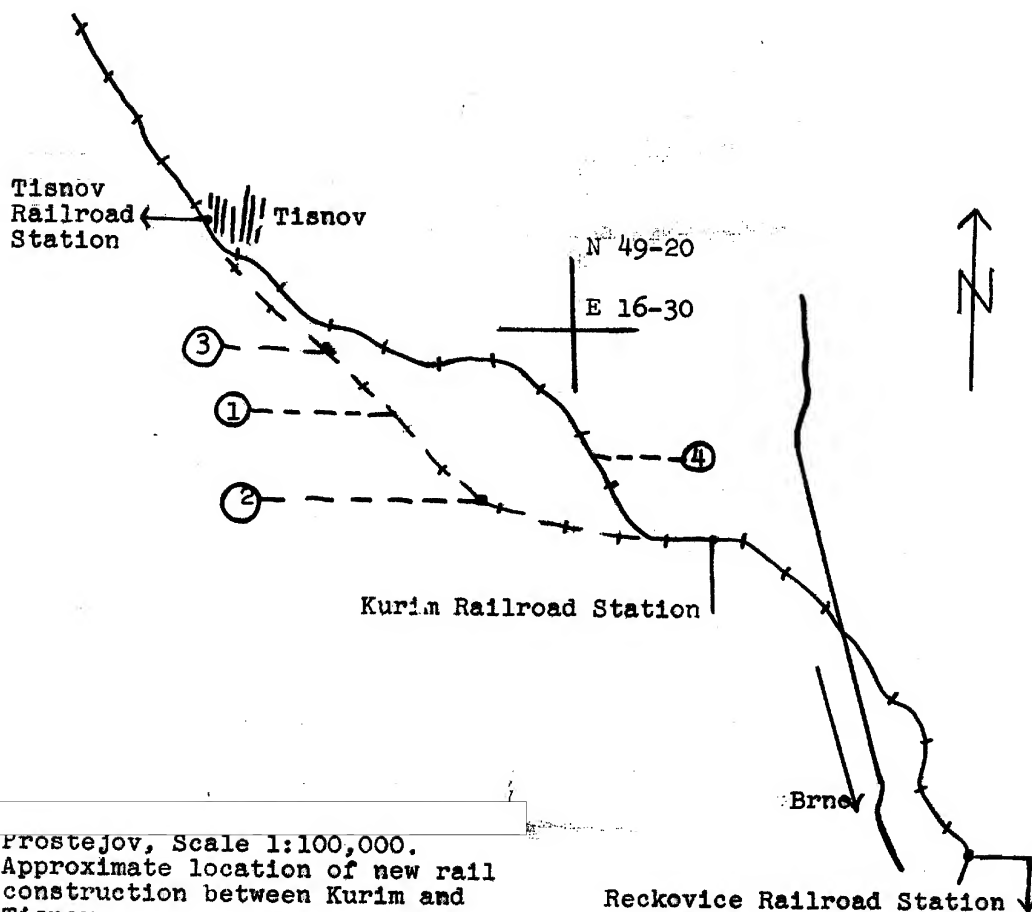 Tisnov
Railroad
Station
Tisnov
N 49-20
E 16-30
N
3
1
4
2
Kurim Railroad Station
Brno
Prostejov, Scale 1:100,000.
Approximate location of new rail
construction between Kurim and
Reckovice Railroad Station